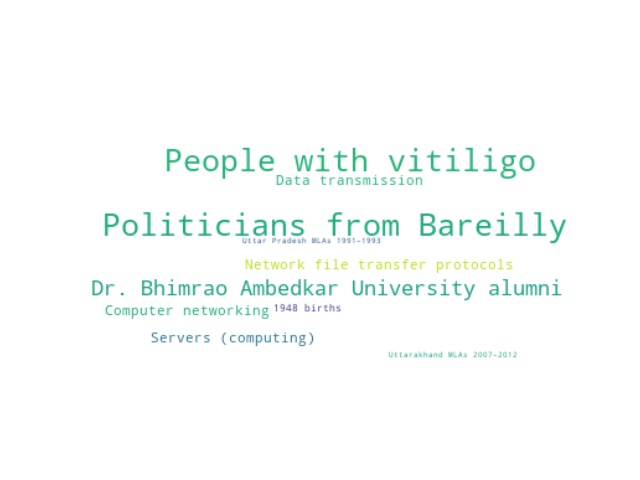 People with vitiligo
Data transmission
Politicians from Bareilly
Uttar Pradesh MLAs 1991–1993
Network file transfer protocols
Dr. Bhimrao Ambedkar University alumni
Computer networking
1948 births
Servers (computing)
Uttarakhand MLAs 2007–2012